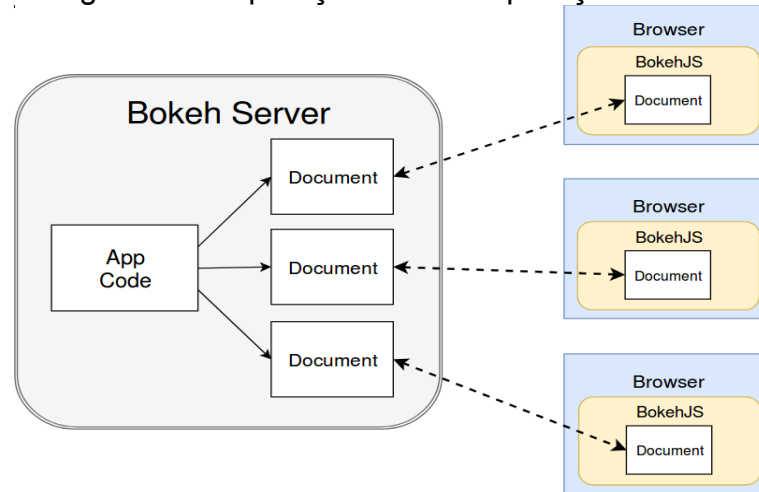 Bokeh Server
App
Code
Document
Document
Document
Browser
BokehJS
Document
Browser
BokehJS
Document
Browser
BokehJS
Document